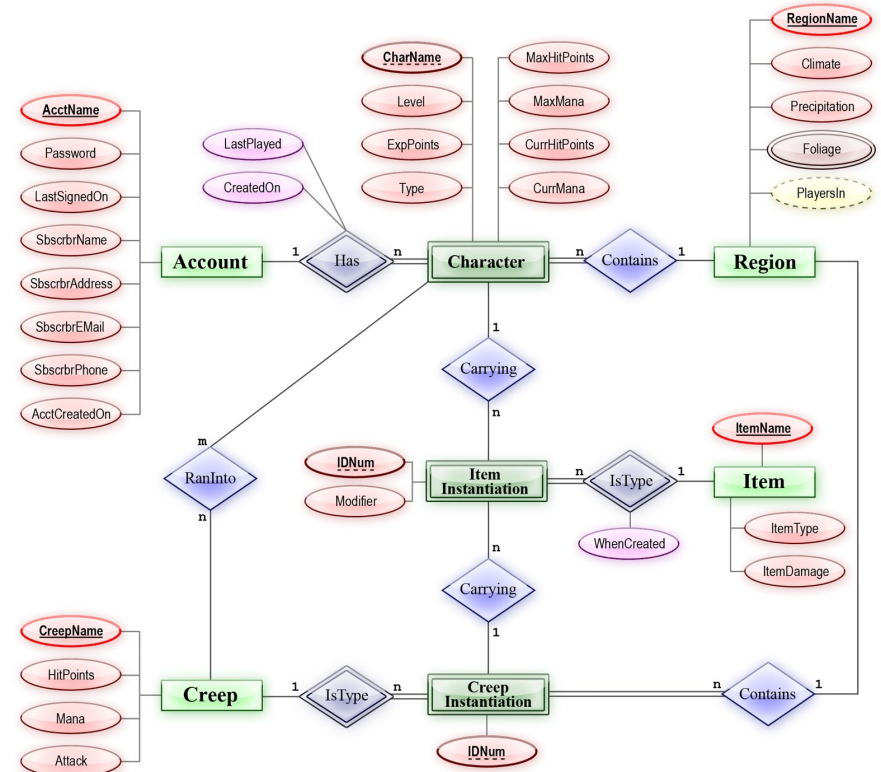 RegionName
CharName
MaxHitPoints
Climate
AcctName
Level
MaxMana
Precipitation
Password
LastPlayed
ExpPoints
CurrHitPoints
Foliage
LastSignedOn
CreatedOn
Type
CurrMana
PlayersIn
SbscrbrName
Account
1
Has
n
Character
n
Contains
1
Region
SbscrbrAddress
SbscrbrEMail
1
SbscrbrPhone
Carrying
AcctCreatedOn
n
ItemName
m
RanInto
n
IDNum
Modifier
Item
Instantiation
n
IsType
1
Item
WhenCreated
ItemType
ItemDamage
n
Carrying
1
CreepName
HitPoints
Mana
Attack
Creep
1
IsType
n
Creep
Instantiation
n
Contains
1
IDNum